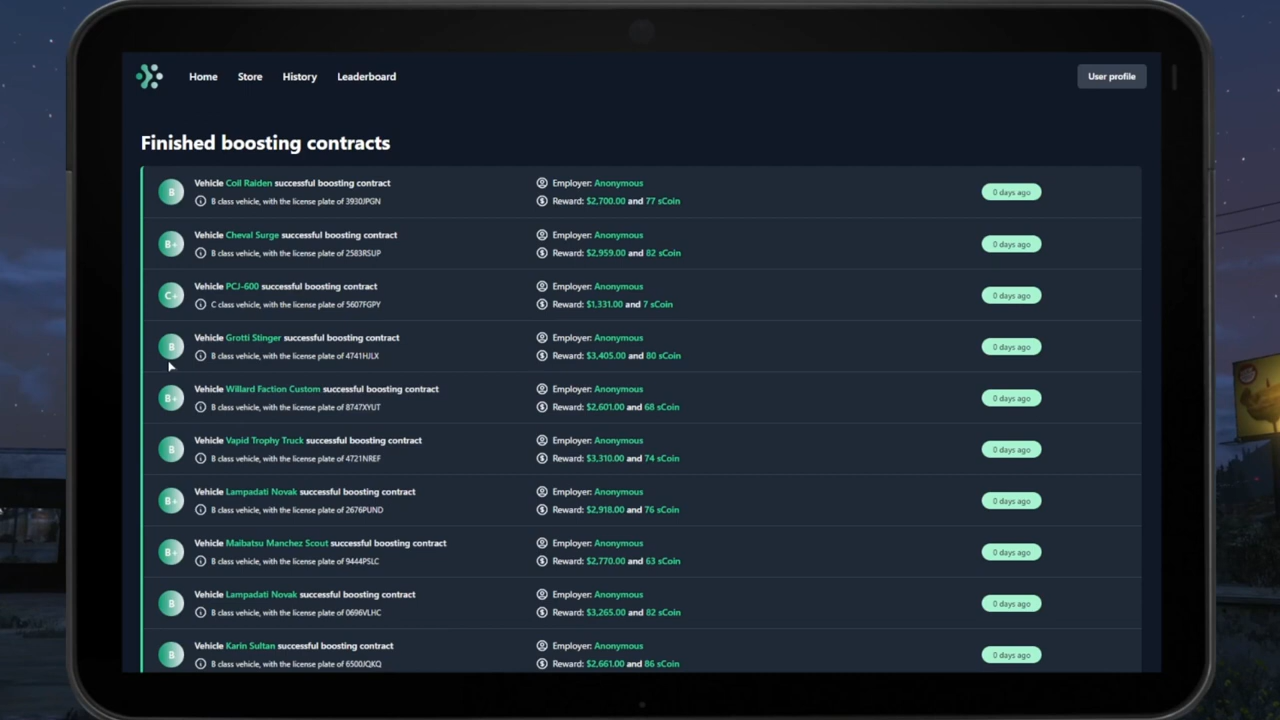 Home Store History Leaderboard User profile
Finished boosting contracts
B Vehicle Coil Raiden successful boosting contract Employer: Anonymous 0 days ago
B class vehicle, with the license plate of 3930JPGN Reward: $2,700.00 and 77 sCoin
B+ Vehicle Cheval Surge successful boosting contract Employer: Anonymous 0 days ago
B class vehicle, with the license plate of 2583RSUP Reward: $2,959.00 and 82 sCoin
C+ Vehicle PCJ-600 successful boosting contract Employer: Anonymous 0 days ago
C class vehicle, with the license plate of 5607FGPY Reward: $1,331.00 and 7 sCoin
B Vehicle Grotti Stinger successful boosting contract Employer: Anonymous 0 days ago
B class vehicle, with the license plate of 4741HJLX Reward: $3,405.00 and 80 sCoin
B+ Vehicle Willard Faction Custom successful boosting contract Employer: Anonymous 0 days ago
B class vehicle, with the license plate of 8747XYUT Reward: $2,601.00 and 68 sCoin
B Vehicle Vapid Trophy Truck successful boosting contract Employer: Anonymous 0 days ago
B class vehicle, with the license plate of 4721NREF Reward: $3,310.00 and 74 sCoin
B+ Vehicle Lampadati Novak successful boosting contract Employer: Anonymous 0 days ago
B class vehicle, with the license plate of 2676PUND Reward: $2,918.00 and 76 sCoin
B+ Vehicle Maibatsu Manchez Scout successful boosting contract Employer: Anonymous 0 days ago
B class vehicle, with the license plate of 9444PSLC Reward: $2,770.00 and 63 sCoin
B Vehicle Lampadati Novak successful boosting contract Employer: Anonymous 0 days ago
B class vehicle, with the license plate of 0696VLHC Reward: $3,265.00 and 82 sCoin
B Vehicle Karin Sultan successful boosting contract Employer: Anonymous 0 days ago
B class vehicle, with the license plate of 6500JQKQ Reward: $2,661.00 and 86 sCoin